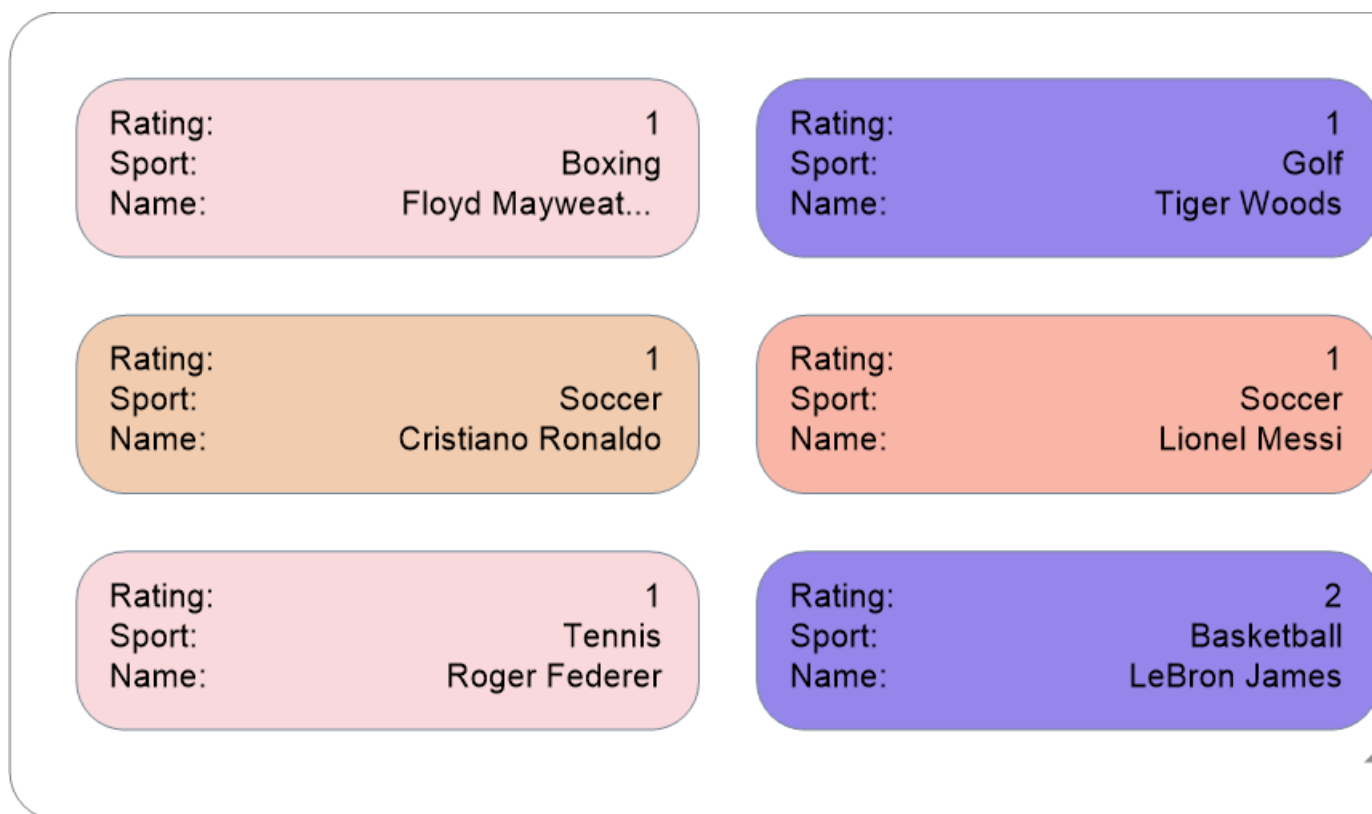 Rating: 1
Sport: Boxing
Name: Floyd Mayweat...
Rating: 1
Sport: Golf
Name: Tiger Woods
Rating: 1
Sport: Soccer
Name: Cristiano Ronaldo
Rating: 1
Sport: Soccer
Name: Lionel Messi
Rating: 1
Sport: Tennis
Name: Roger Federer
Rating: 2
Sport: Basketball
Name: LeBron James